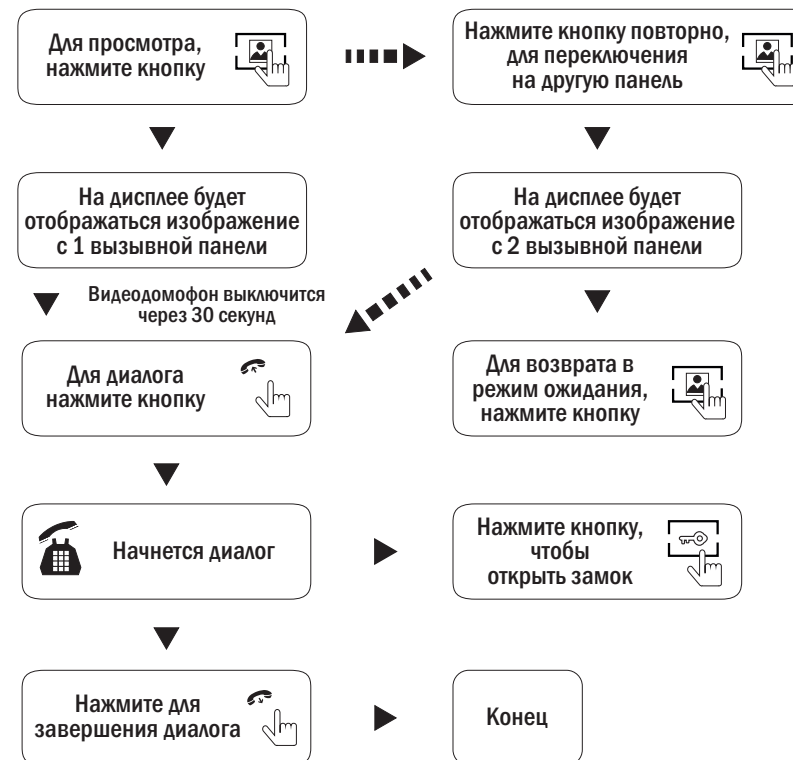 Для просмотра,
нажмите кнопку
Нажмите кнопку повторно,
для переключения
на другую панель
На дисплее будет
отображаться изображение
с 1 вызывной панели
На дисплее будет
отображаться изображение
с 2 вызывной панели
Видеодомофон выключится
через 30 секунд
Для диалога
нажмите кнопку
Для возврата в
режим ожидания,
нажмите кнопку
Начнется диалог
Нажмите кнопку,
чтобы
открыть замок
Нажмите для
завершения диалога
Конец